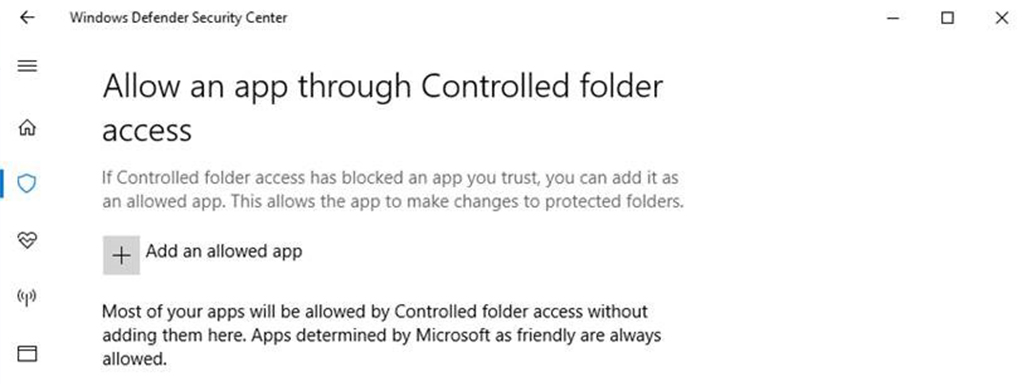 Windows Defender Security Center
Allow an app through Controlled folder
access
If Controlled folder access has blocked an app you trust, you can add it as
an allowed app. This allows the app to make changes to protected folders.
Add an allowed app
Most of your apps will be allowed by Controlled folder access without
adding them here. Apps determined by Microsoft as friendly are always
allowed.